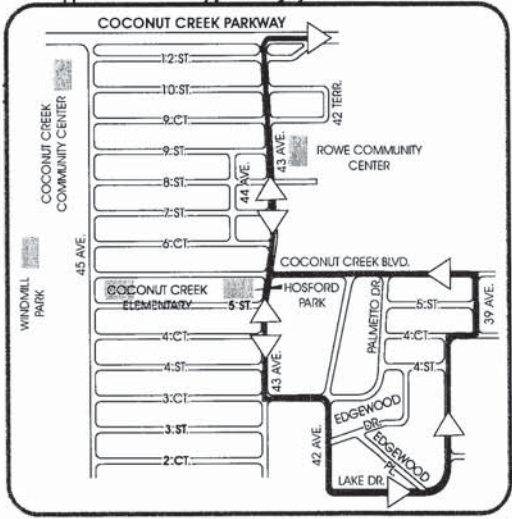 COCONUT CREEK PARKWAY
12 ST.
10 ST.
9 CT.
9 ST.
8 ST.
7 ST.
6 CT.
COCONUT CREEK
COMMUNITY CENTER
42 TERR.
43 AVE.
ROWE COMMUNITY
CENTER
44 AVE.
45 AVE.
WINDMILL
PARK
COCONUT CREEK BLVD.
COCONUT CREEK
ELEMENTARY
5 ST.
HOSFORD
PARK
PALMETTO DR.
5 ST.
4 CT.
4 ST.
39 AVE.
4 CT.
4 ST.
3 CT.
3 ST.
2 CT.
43 AVE.
42 AVE.
EDGEWOOD
DR.
EDGEWOOD
PL.
LAKE DR.